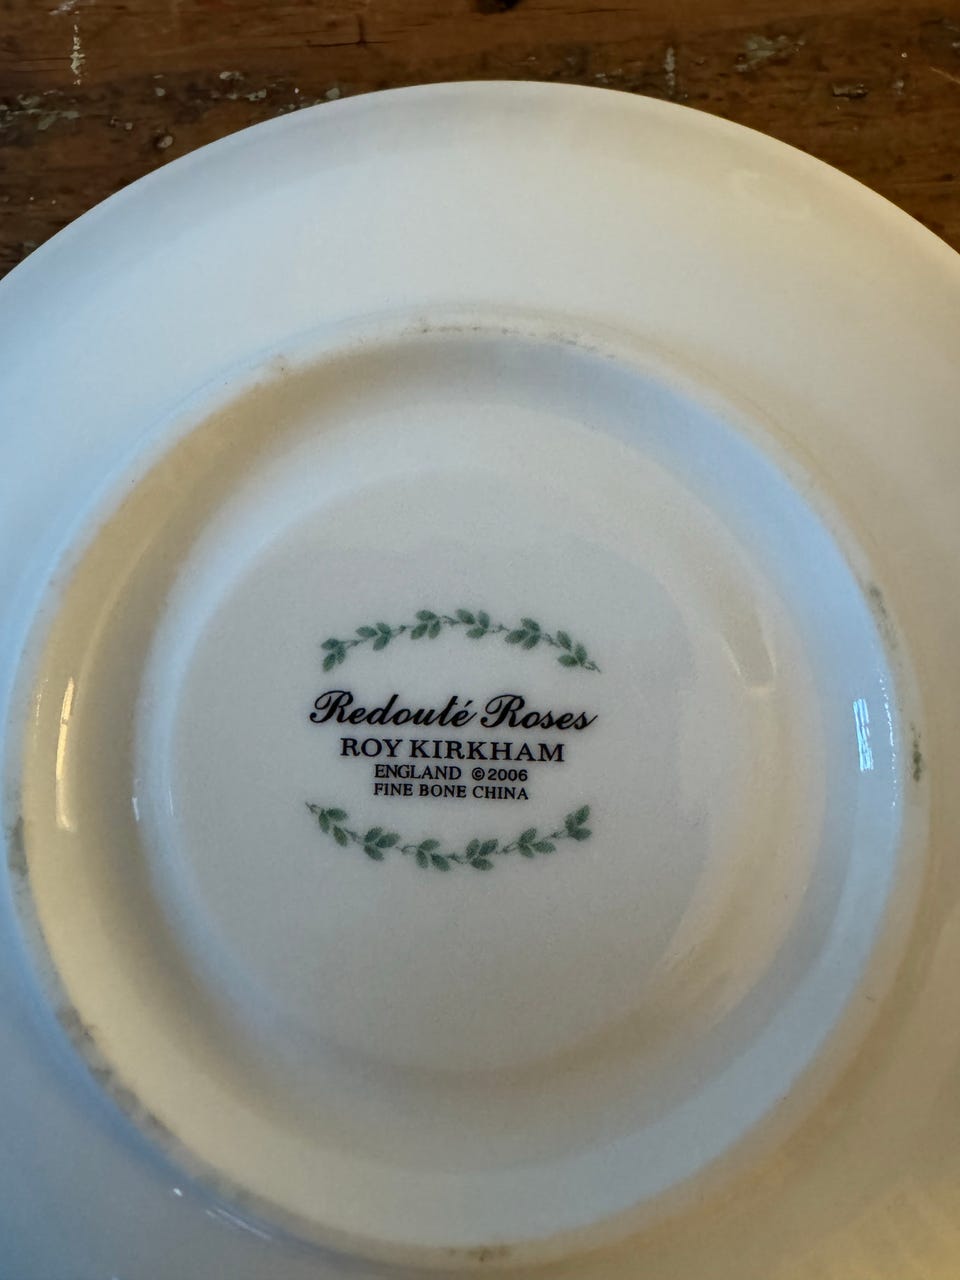 Redouté Roses
ROY KIRKHAM
ENGLAND ©2006
FINE BONE CHINA